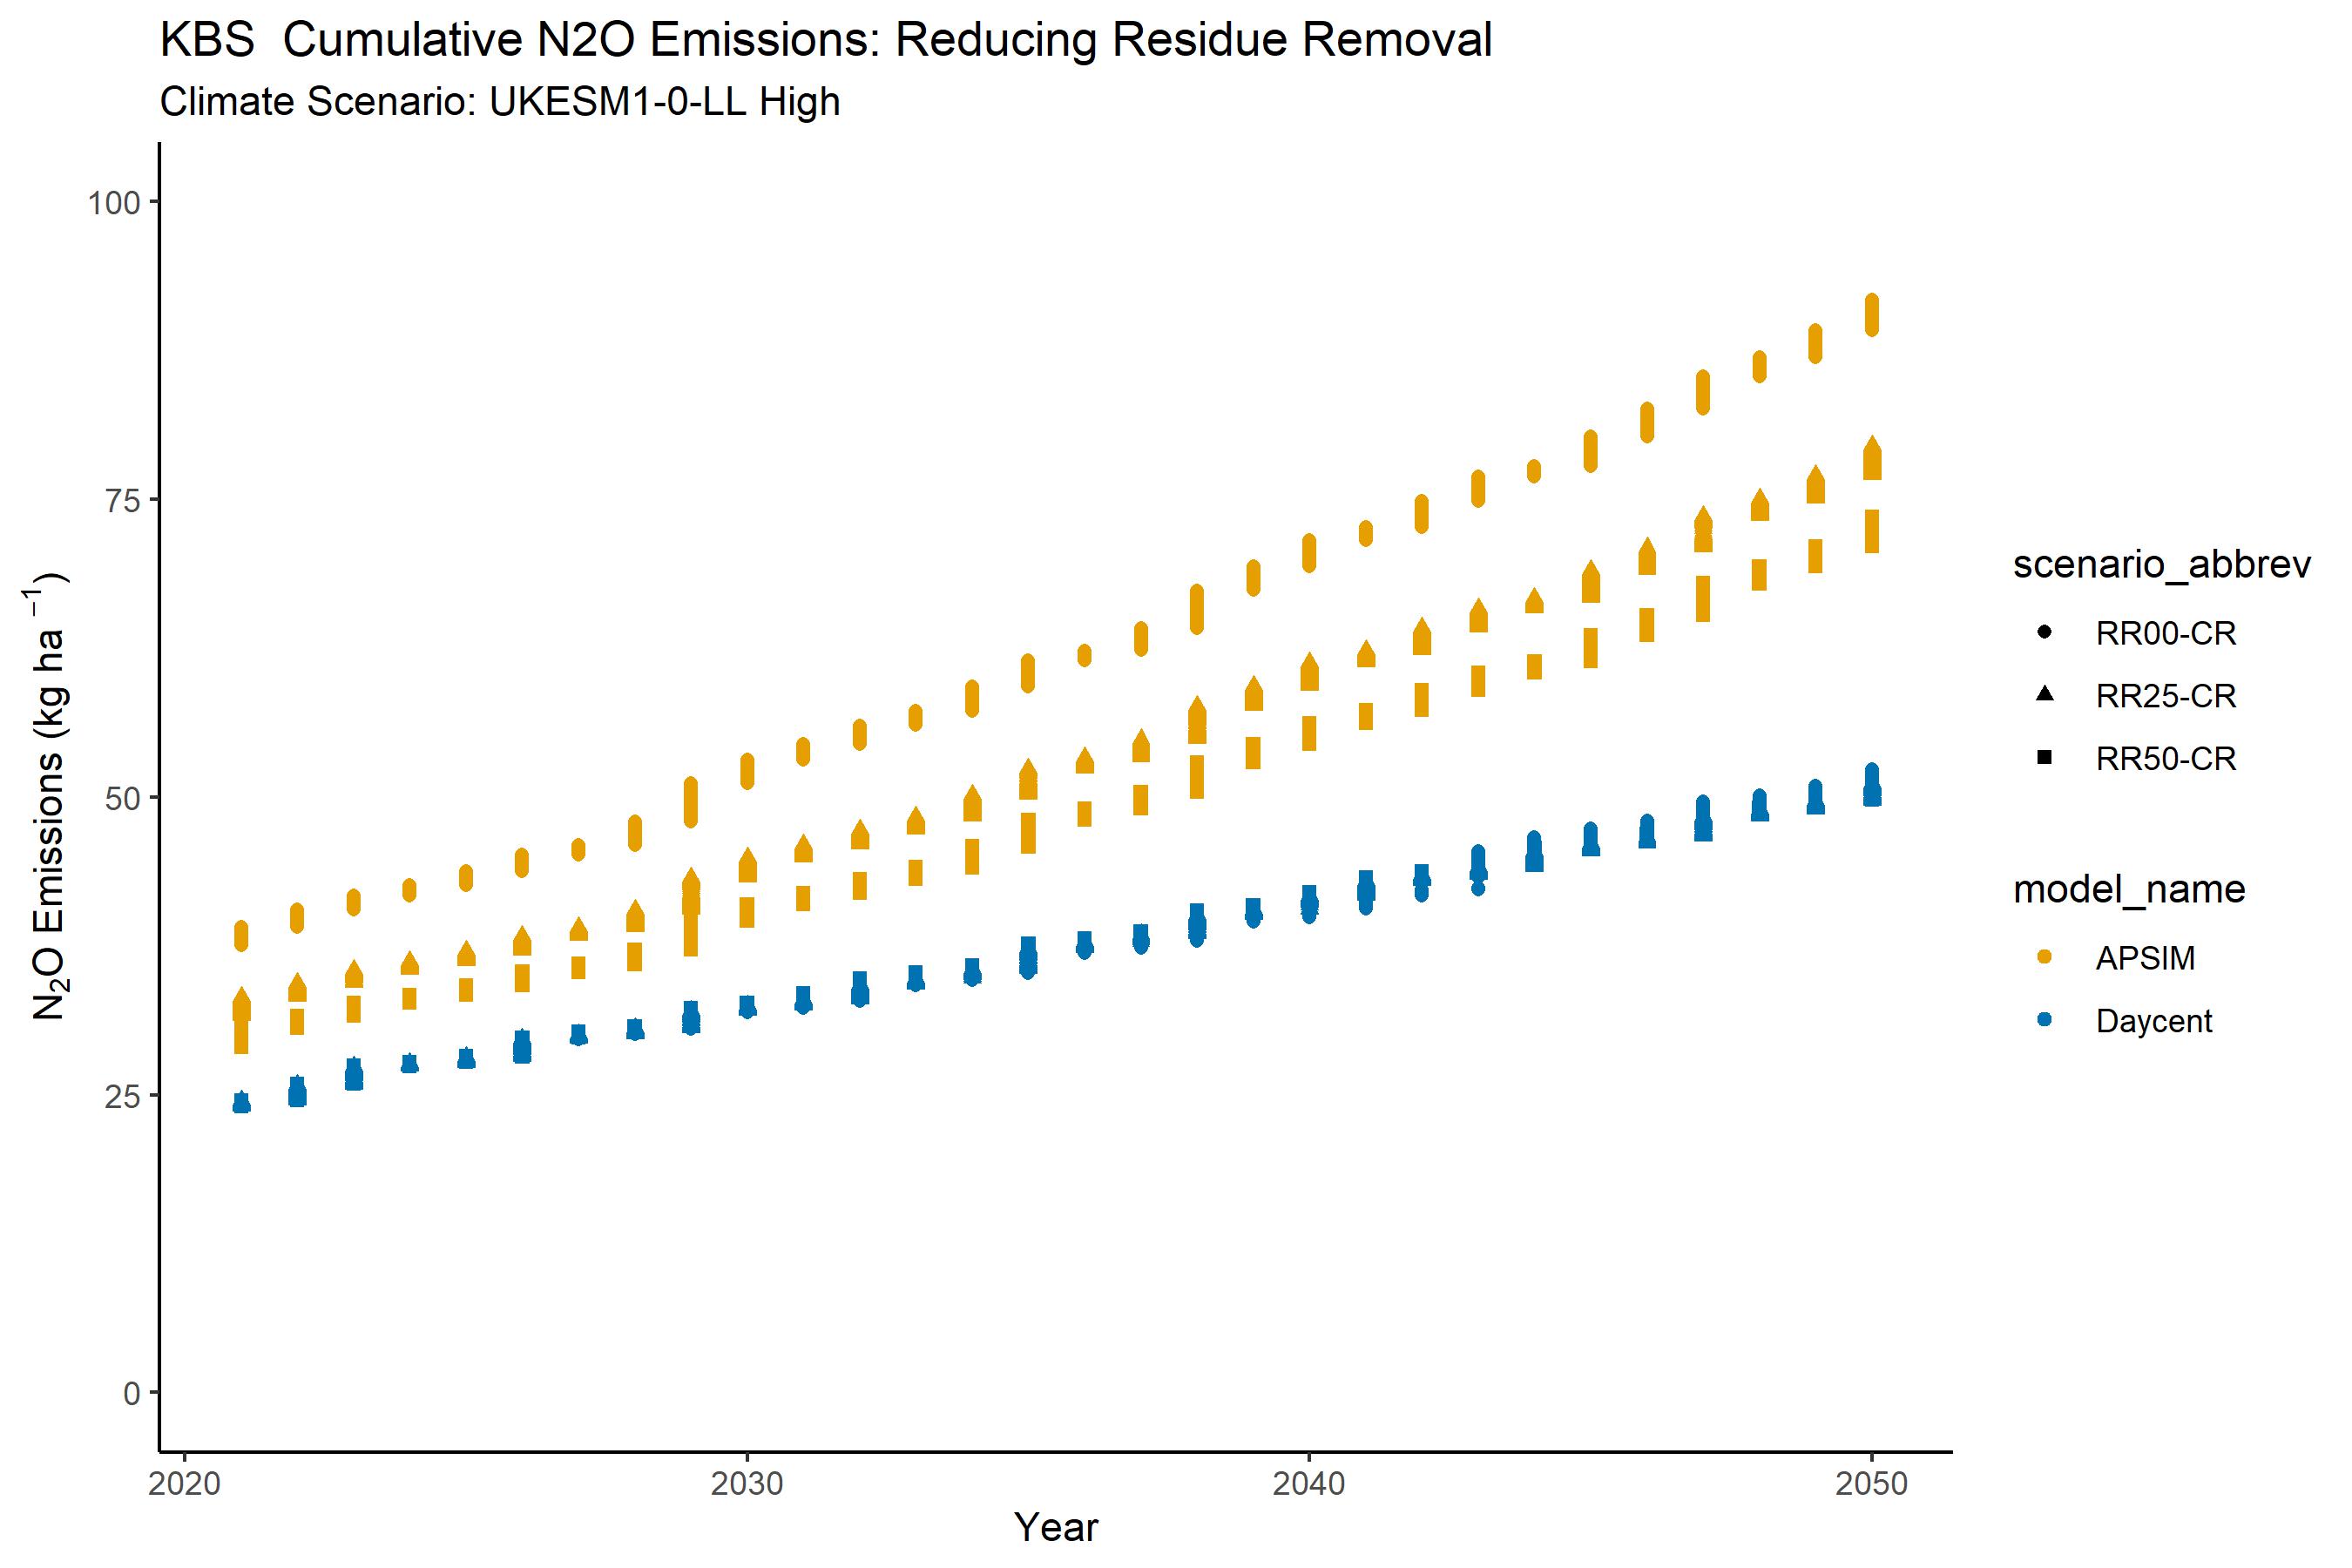 KBS  Cumulative N2O Emissions: Reducing Residue Removal
Climate Scenario: UKESM1-0-LL High
N₂O Emissions (kg ha ⁻¹)
100
75
50
25
0
2020
2030
2040
2050
Year
scenario_abbrev
RR00-CR
RR25-CR
RR50-CR
model_name
APSIM
Daycent